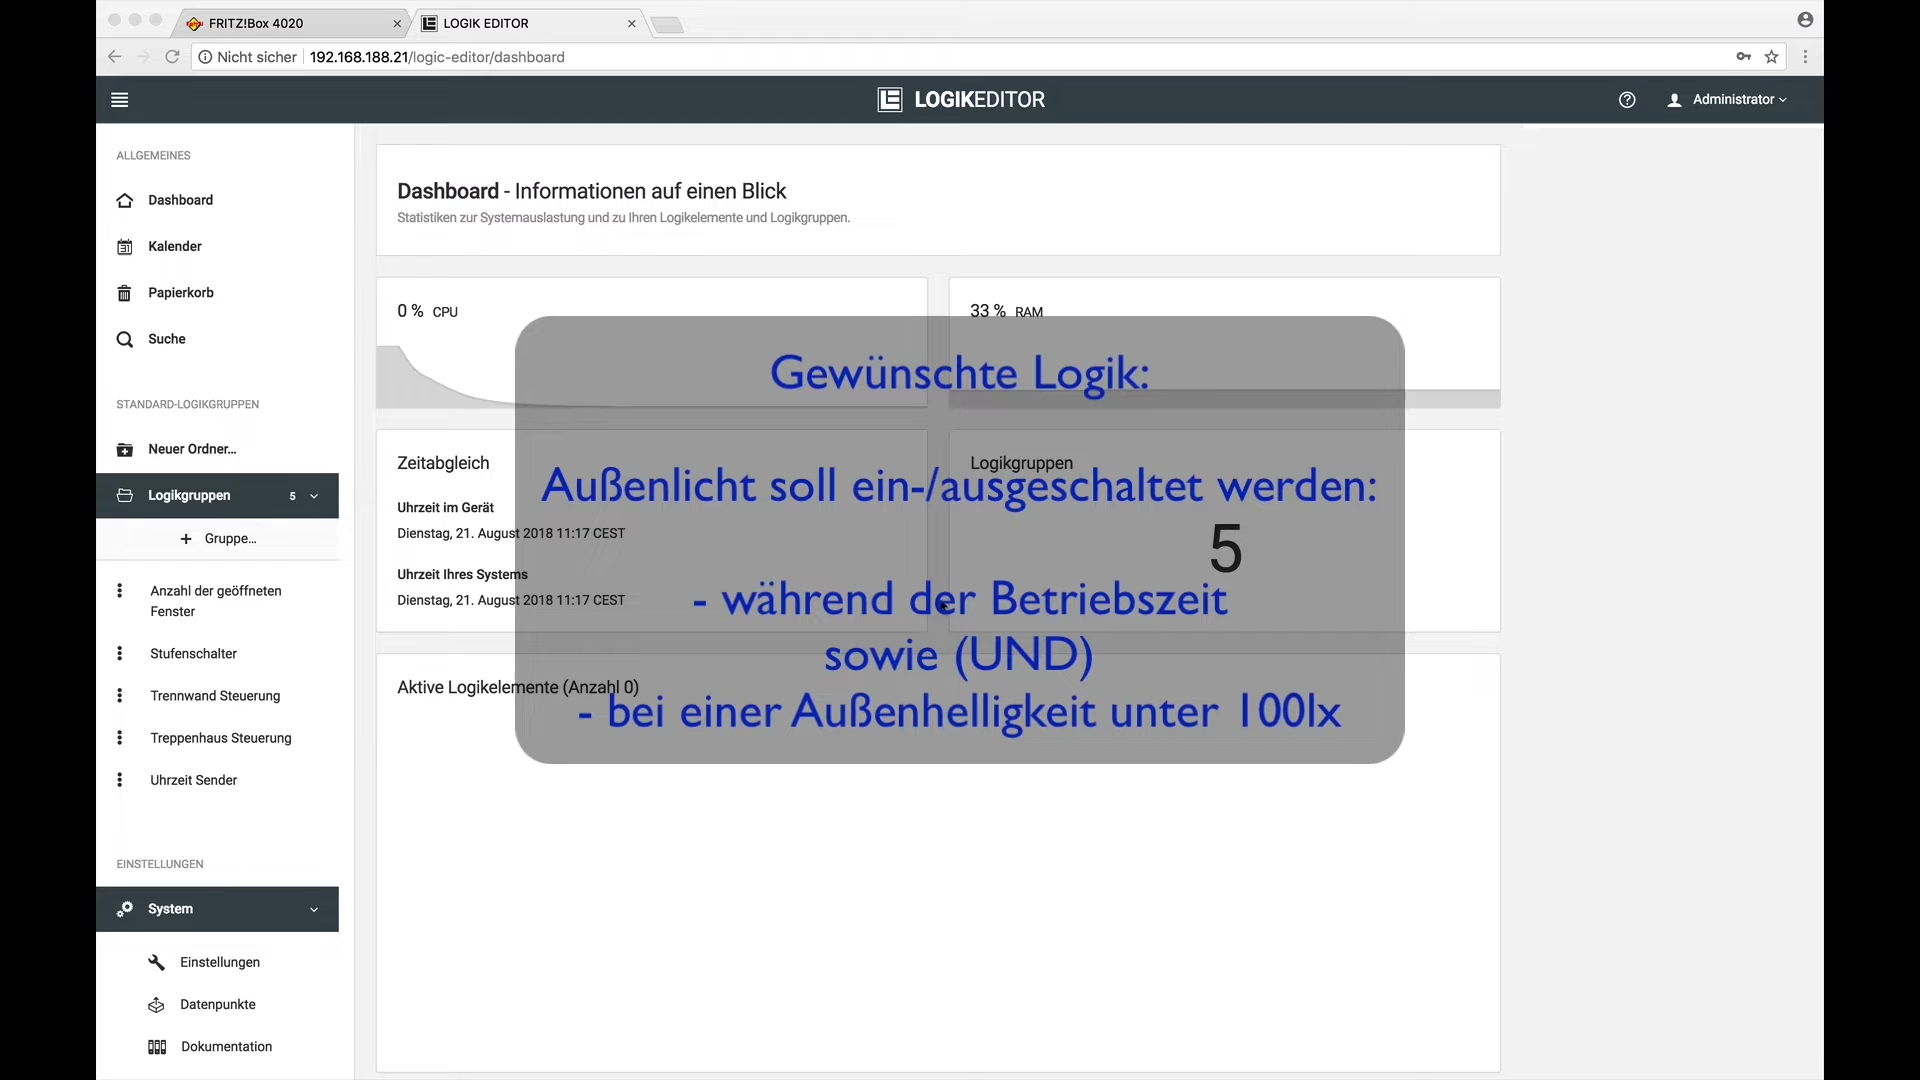 FRITZ!Box 4020
LOGIK EDITOR
Nicht sicher
192.168.188.21/logic-editor/dashboard
LOGIKEDITOR
Administrator
ALLGEMEINES
Dashboard
31
Kalender
Papierkorb
Suche
STANDARD-LOGIKGRUPPEN
Neuer Ordner...
Logikgruppen 5
+ Gruppe...
Anzahl der geöffneten
Fenster
Stufenschalter
Trennwand Steuerung
Treppenhaus Steuerung
Uhrzeit Sender
EINSTELLUNGEN
System
Einstellungen
Datenpunkte
Dokumentation
Dashboard - Informationen auf einen Blick
Statistiken zur Systemauslastung und zu Ihren Logikelemente und Logikgruppen.
0 % CPU
33 % RAM
Zeitabgleich
Uhrzeit im Gerät
Dienstag, 21. August 2018 11:17 CEST
Uhrzeit Ihres Systems
Dienstag, 21. August 2018 11:17 CEST
Logikgruppen
5
Aktive Logikelemente (Anzahl 0)
Gewünschte Logik:
Außenlicht soll ein-/ausgeschaltet werden:
- während der Betriebszeit
sowie (UND)
- bei einer Außenhelligkeit unter 100lx